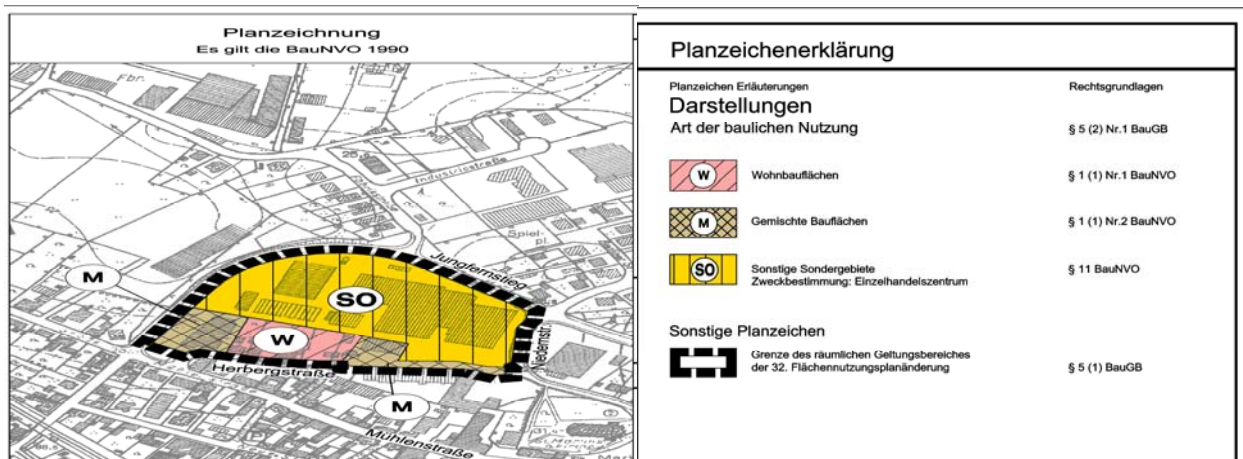 Planzeichnung
Es gilt die BauNVO 1990
Fbr.
Industriestraße
Spiel-
pl.
Jungfernstieg
M
SO
W
Niedernstr.
Herbergstraße
M
Mühlenstraße
Planzeichenerklärung
Planzeichen Erläuterungen
Rechtsgrundlagen
Darstellungen
Art der baulichen Nutzung
§ 5 (2) Nr.1 BauGB
W
Wohnbauflächen
§ 1 (1) Nr.1 BauNVO
M
Gemischte Bauflächen
§ 1 (1) Nr.2 BauNVO
SO
Sonstige Sondergebiete
Zweckbestimmung: Einzelhandelszentrum
§ 11 BauNVO
Sonstige Planzeichen
Grenze des räumlichen Geltungsbereiches
der 32. Flächennutzungsplanänderung
§ 5 (1) BauGB